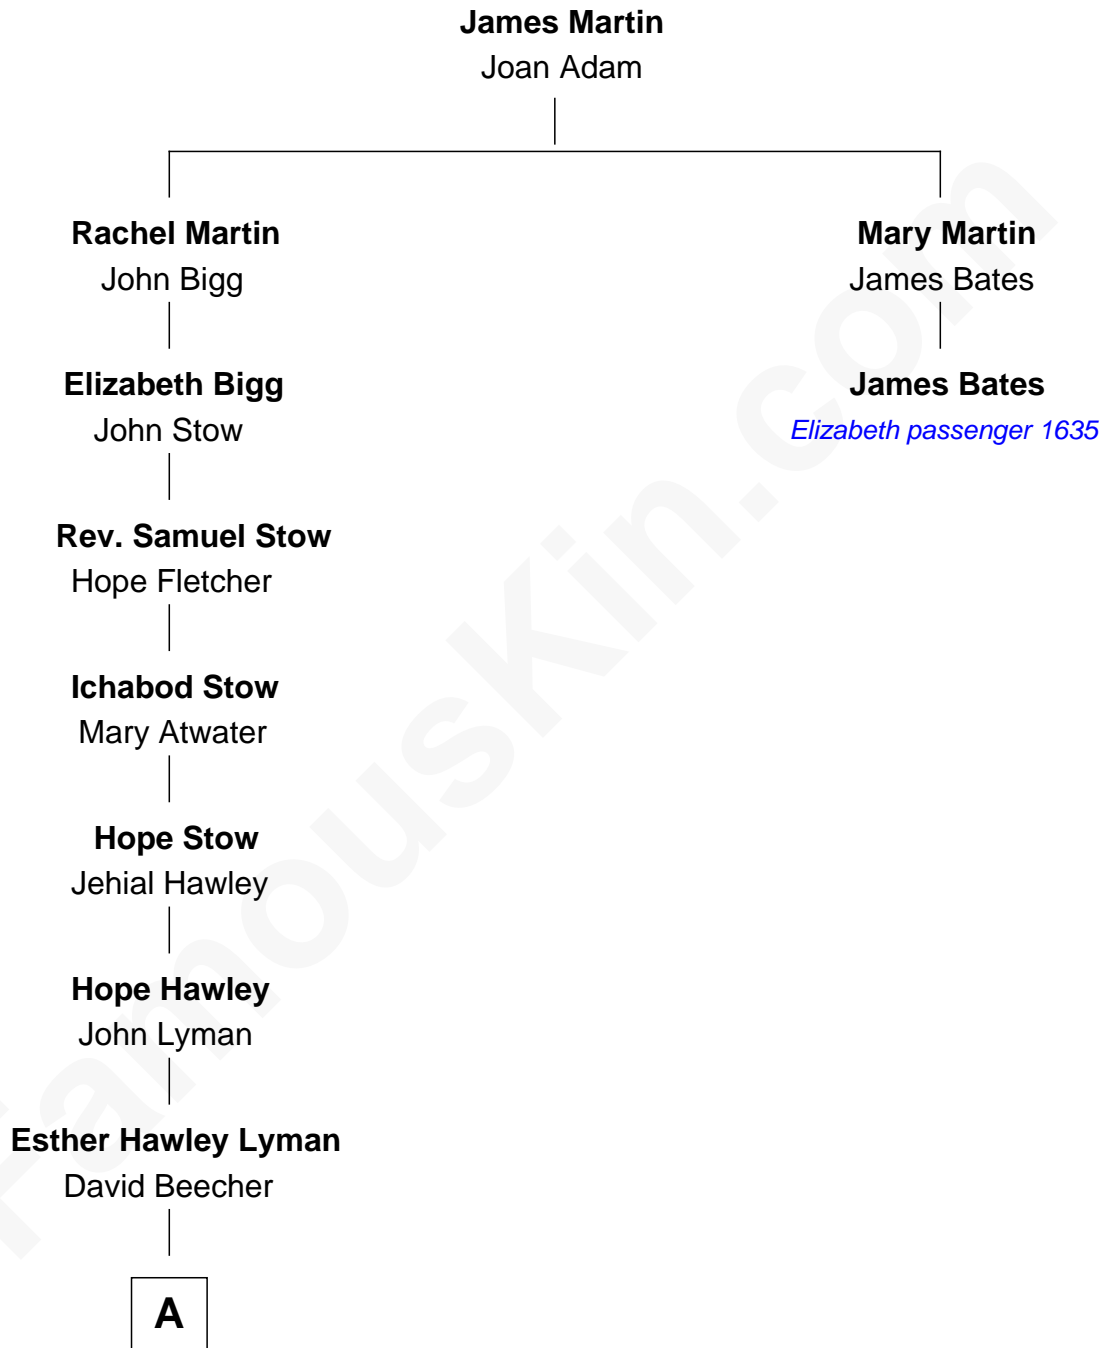 James Martin
Joan Adam
Rachel Martin
John Bigg
Mary Martin
James Bates
Elizabeth Bigg
John Stow
James Bates
Elizabeth passenger 1635
Rev. Samuel Stow
Hope Fletcher
Ichabod Stow
Mary Atwater
Hope Stow
Jehial Hawley
Hope Hawley
John Lyman
Esther Hawley Lyman
David Beecher
A
FamousKin.com